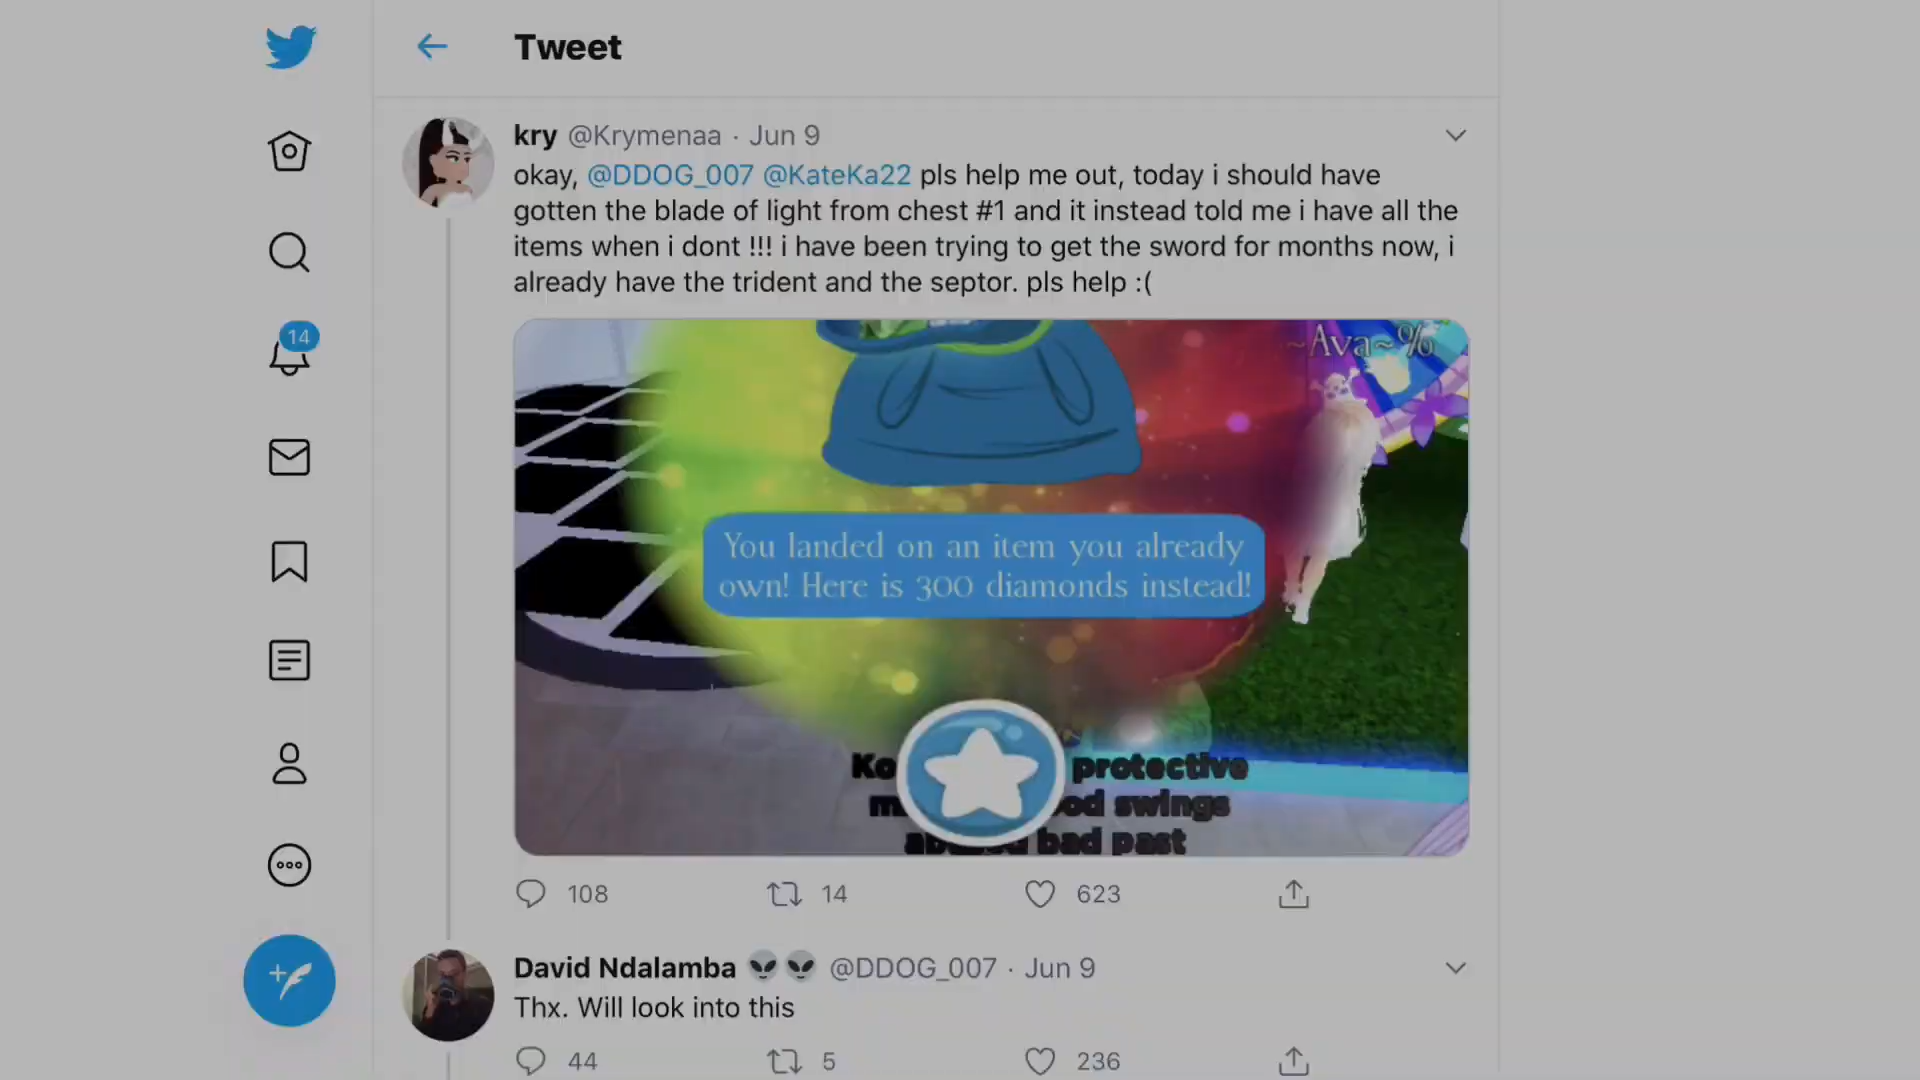 Tweet
kry @Krymenaa · Jun 9
okay, @DDOG_007 @KateKa22 pls help me out, today i should have
gotten the blade of light from chest #1 and it instead told me i have all the
items when i dont !!! i have been trying to get the sword for months now, i
already have the trident and the septor. pls help :(
14
~Ava~%
You landed on an item you already
own! Here is 300 diamonds instead!
Ko protective
m od swings
bad past
108 14 623
David Ndalamba 👽👽 @DDOG_007 · Jun 9
Thx. Will look into this
44 5 236